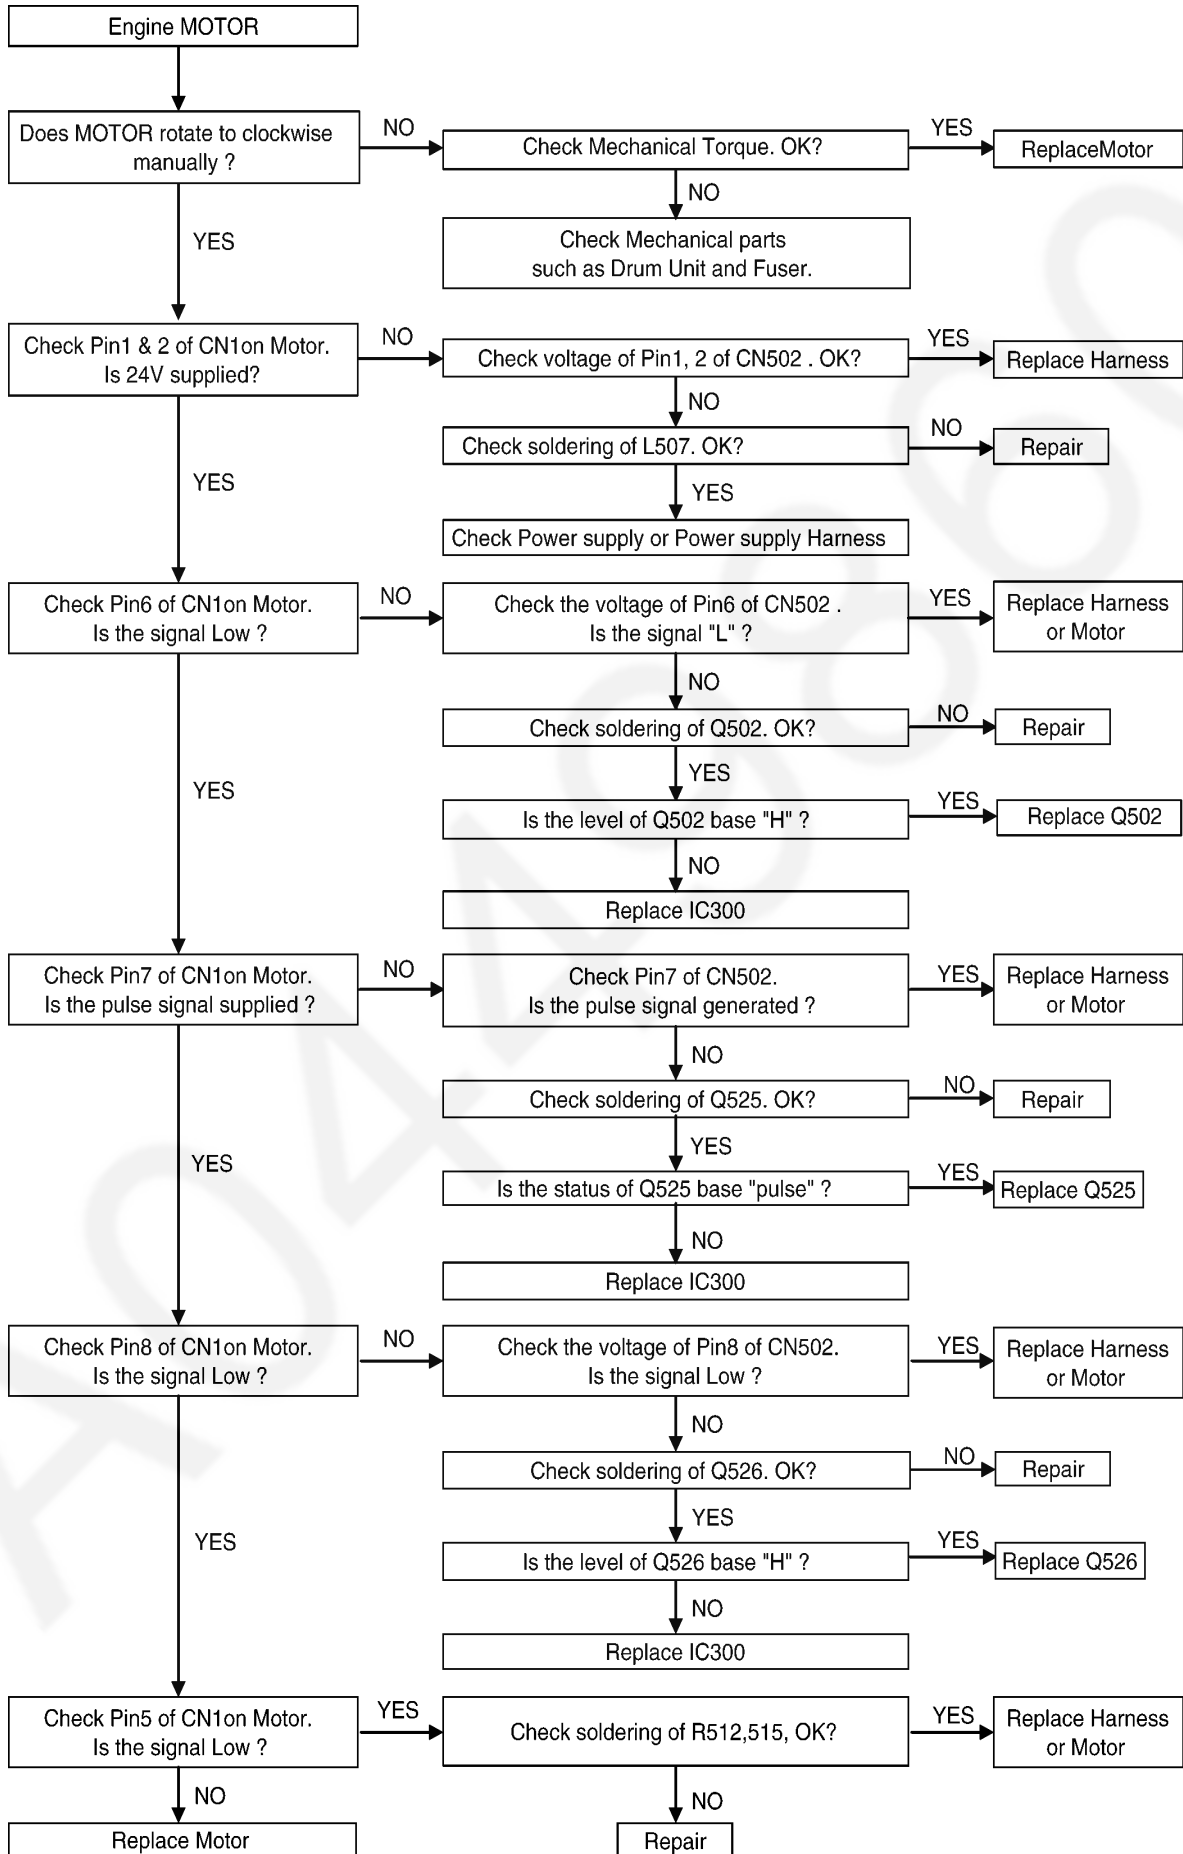 Engine MOTOR
Does MOTOR rotate to clockwise
manually ?
NO
Check Mechanical Torque. OK?
YES
ReplaceMotor
NO
Check Mechanical parts
such as Drum Unit and Fuser.
YES
Check Pin1 & 2 of CN1on Motor.
Is 24V supplied?
NO
Check voltage of Pin1, 2 of CN502 . OK?
YES
Replace Harness
NO
Check soldering of L507. OK?
NO
Repair
YES
YES
Check Power supply or Power supply Harness
Check Pin6 of CN1on Motor.
Is the signal Low ?
NO
Check the voltage of Pin6 of CN502 .
Is the signal "L" ?
YES
Replace Harness
or Motor
NO
Check soldering of Q502. OK?
NO
Repair
YES
YES
Is the level of Q502 base "H" ?
YES
Replace Q502
NO
Replace IC300
Check Pin7 of CN1on Motor.
Is the pulse signal supplied ?
NO
Check Pin7 of CN502.
Is the pulse signal generated ?
YES
Replace Harness
or Motor
NO
Check soldering of Q525. OK?
NO
Repair
YES
YES
Is the status of Q525 base "pulse" ?
YES
Replace Q525
NO
Replace IC300
Check Pin8 of CN1on Motor.
Is the signal Low ?
NO
Check the voltage of Pin8 of CN502.
Is the signal Low ?
YES
Replace Harness
or Motor
NO
Check soldering of Q526. OK?
NO
Repair
YES
YES
Is the level of Q526 base "H" ?
YES
Replace Q526
NO
Replace IC300
Check Pin5 of CN1on Motor.
Is the signal Low ?
YES
Check soldering of R512,515, OK?
YES
Replace Harness
or Motor
NO
Replace Motor
NO
Repair